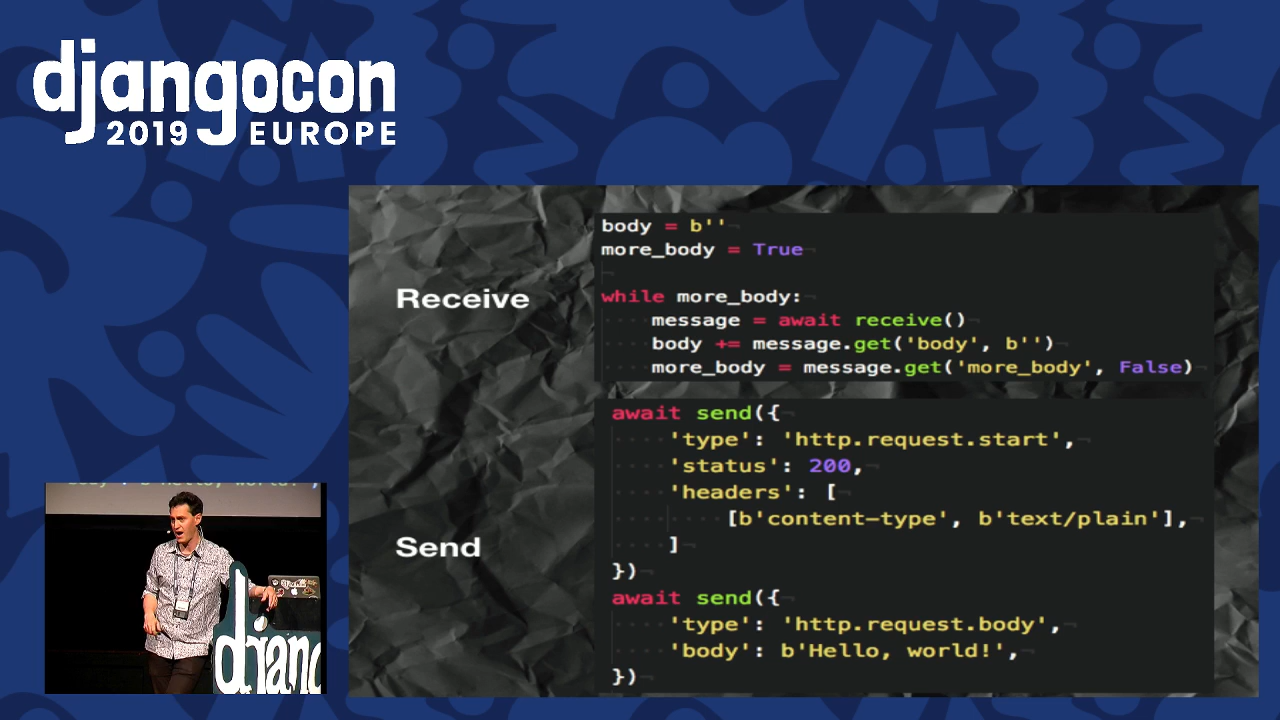 djangocon
2019 EUROPE
Receive
body = b''
more_body = True
while more_body:
message = await receive()
body += message.get('body', b'')
more_body = message.get('more_body', False)
Send
await send({
'type': 'http.request.start',
'status': 200,
'headers': [
[b'content-type', b'text/plain'],
]
})
await send({
'type': 'http.request.body',
'body': b'Hello, world!',
})
djang